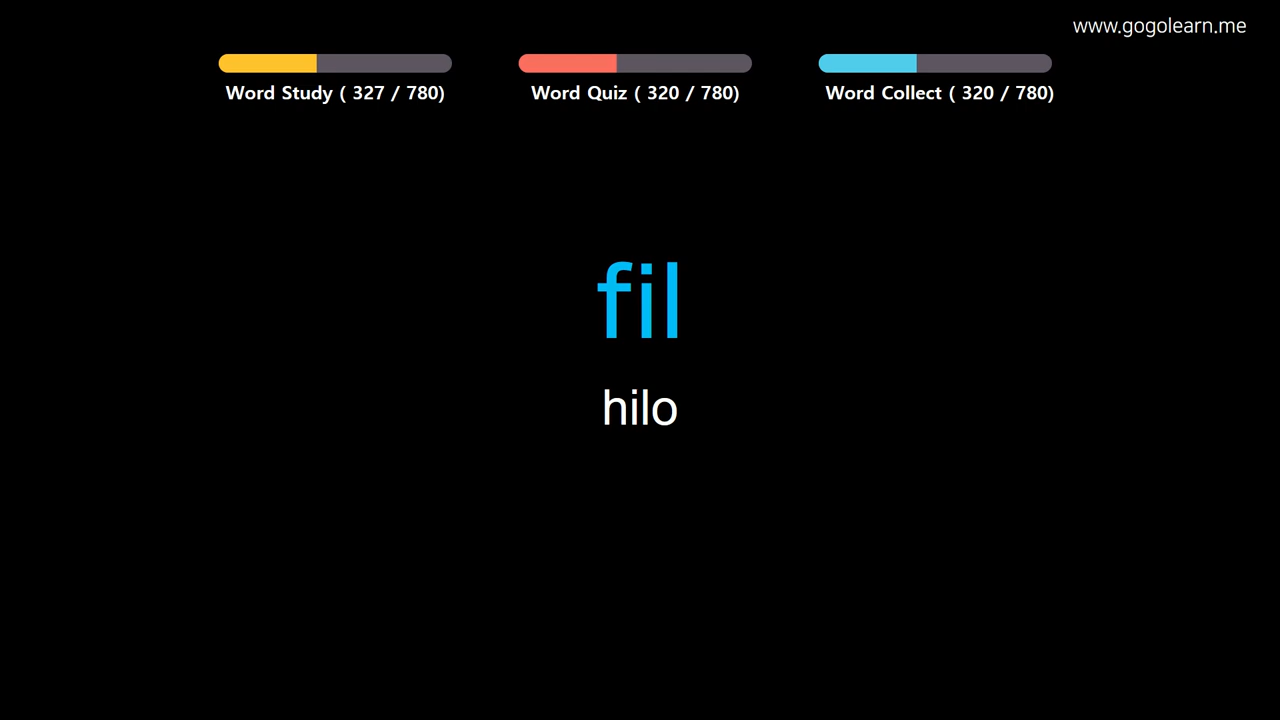 www.gogolearn.me
Word Study ( 327 / 780)
Word Quiz ( 320 / 780)
Word Collect ( 320 / 780)
fil
hilo